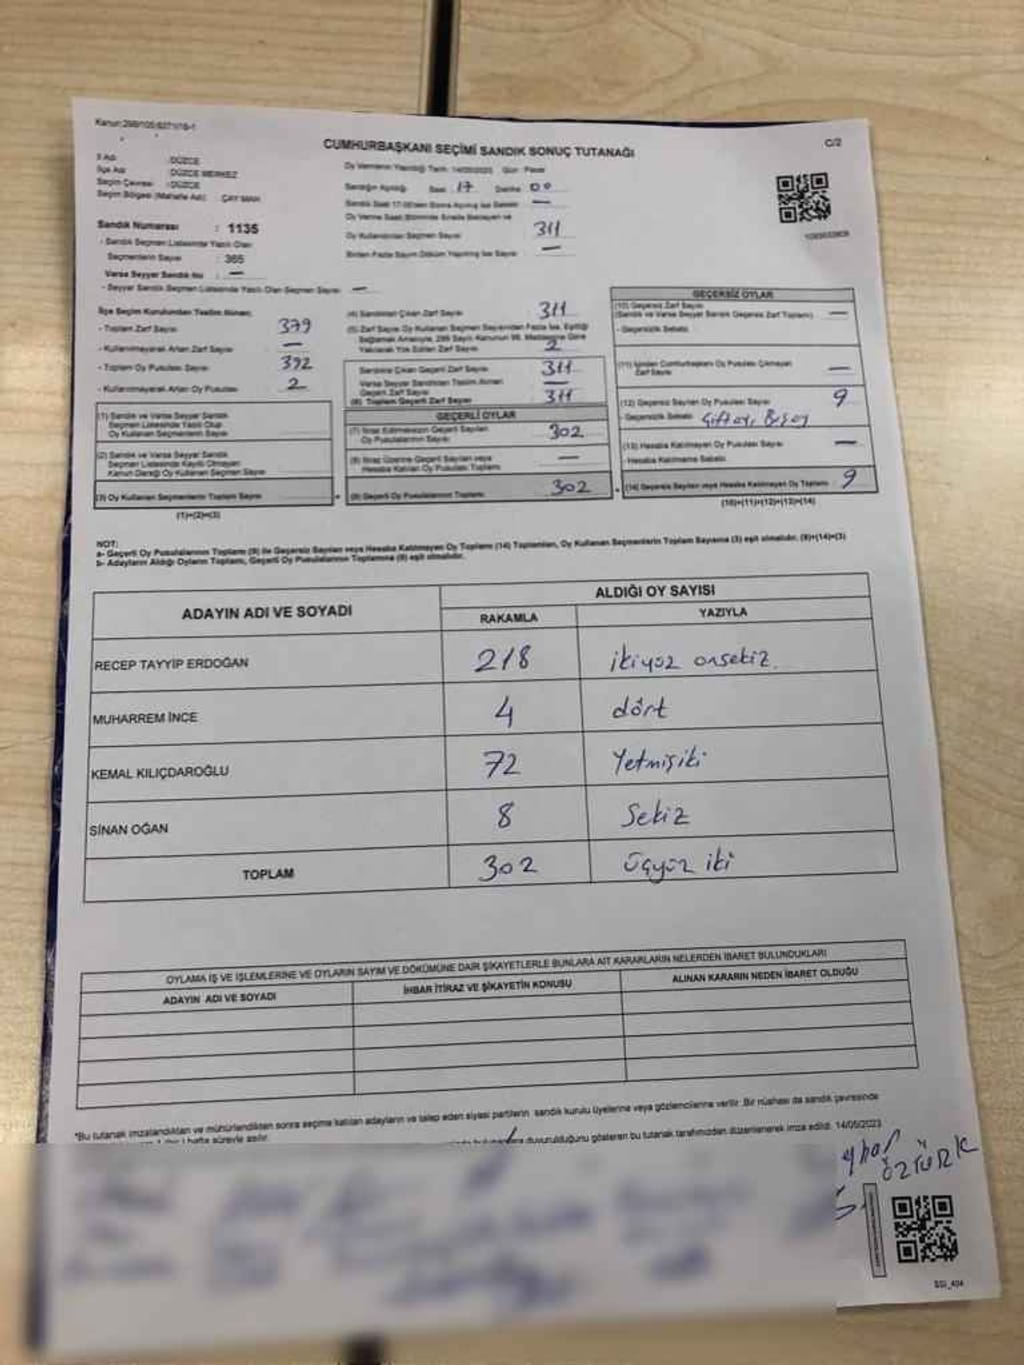 Kanun:298/105;6271/18-1
C/2
CUMHURBAŞKANI SEÇİMİ SANDIK SONUÇ TUTANAĞI
İl Adı : DÜZCE
İlçe Adı : DÜZCE MERKEZ
Seçim Çevresi : DÜZCE
Seçim Bölgesi (Mahalle Adı) : ÇAY MAH.
Sandık Numarası : 1135
- Sandık Seçmen Listesinde Yazılı Olan
Seçmenlerin Sayısı : 365
Varsa Seyyar Sandık No : —
- Seyyar Sandık Seçmen Listesinde Yazılı Olan Seçmen Sayısı —
Oy Vermenin Yapıldığı Tarih 14/05/2023 Gün Pazar
Sandığın Açıldığı Saat 17 Dakika 00
Sandık Saat 17:00'den Sonra Açılmış İse Sebebi —
Oy Verme Saati Bitiminde Sırada Bekleyen ve
Oy Kullandırılan Seçmen Sayısı 311
Birden Fazla Sayım Döküm Yapılmış İse Sayısı —
İlçe Seçim Kurulundan Teslim Alınan;
- Toplam Zarf Sayısı 379
- Kullanılmayarak Artan Zarf Sayısı —
- Toplam Oy Pusulası Sayısı 392
- Kullanılmayarak Artan Oy Pusulası 2
(1) Sandık ve Varsa Seyyar Sandık
Seçmen Listesinde Yazılı Olup
Oy Kullanan Seçmenlerin Sayısı
(2) Sandık ve Varsa Seyyar Sandık
Seçmen Listesinde Kayıtlı Olmayan
Kanun Gereği Oy Kullanan Seçmen Sayısı
(3) Oy Kullanan Seçmenlerin Toplam Sayısı
(1)+(2)=(3)
(4) Sandıktan Çıkan Zarf Sayısı 311
(5) Zarf Sayısı Oy Kullanan Seçmen Sayısından Fazla İse, Eşitliği
Sağlamak Amacıyla, 298 Sayılı Kanunun 98. Maddesine Göre
Yakılarak Yok Edilen Zarf Sayısı 2
Sandıkta Çıkan Geçerli Zarf Sayısı 311
Varsa Seyyar Sandıktan Teslim Alınan
Geçerli Zarf Sayısı —
(6) Toplam Geçerli Zarf Sayısı 311
GEÇERLİ OYLAR
(7) İtiraz Edilmeksizin Geçerli Sayılan
Oy Pusulalarının Sayısı 302
(8) İtiraz Üzerine Geçerli Sayılan veya
Hesaba Katılan Oy Pusulası Toplamı —
(9) Geçerli Oy Pusulalarının Toplamı 302
GEÇERSİZ OYLAR
(10) Geçersiz Zarf Sayısı
(Sandık ve Varsa Seyyar Sandık Geçersiz Zarf Toplamı) —
- Geçersizlik Sebebi
(11) İçinden Cumhurbaşkanı Oy Pusulası Çıkmayan
Zarf Sayısı —
(12) Geçersiz Sayılan Oy Pusulası Sayısı 9
- Geçersizlik Sebebi Çift oy,
(13) Hesaba Katılmayan Oy Pusulası Sayısı —
- Hesaba Katılmama Sebebi
(14) Geçersiz Sayılan veya Hesaba Katılmayan Oy Toplamı 9
(10)+(11)+(12)+(13)=(14)
NOT:
a- Geçerli Oy Pusulalarının Toplamı (9) ile Geçersiz Sayılan veya Hesaba Katılmayan Oy Toplamı (14) Toplamları, Oy Kullanan Seçmenlerin Toplam Sayısına (3) eşit olmalıdır. (9)+(14)=(3)
b- Adayların Aldığı Oyların Toplamı, Geçerli Oy Pusulalarının Toplamına (9) eşit olmalıdır.
ADAYIN ADI VE SOYADI ALDIĞI OY SAYISI
RAKAMLA YAZIYLA
RECEP TAYYİP ERDOĞAN 218 ikiyüz onsekiz.
MUHARREM İNCE 4 dört
KEMAL KILIÇDAROĞLU 72 Yetmişiki
SİNAN OĞAN 8 Sekiz
TOPLAM 302 üçyüz iki
OYLAMA İŞ VE İŞLEMLERİNE VE OYLARIN SAYIM VE DÖKÜMÜNE DAİR ŞİKAYETLERLE BUNLARA AİT KARARLARIN NELERDEN İBARET BULUNDUKLARI
ADAYIN ADI VE SOYADI İHBAR İTİRAZ VE ŞİKAYETİN KONUSU ALINAN KARARIN NEDEN İBARET OLDUĞU
*Bu tutanak imzalandıktan ve mühürlendikten sonra seçime katılan adayların ve talep eden siyasi partilerin sandık kurulu üyelerine veya gözlemcilerine verilir .Bir nüshası da sandık çevresinde
hafta süreyle asılır.
duyurulduğunu gösteren bu tutanak tarafımızdan düzenlenerek imza edildi. 14/05/2023
ÖZTÜRK
SSI_404